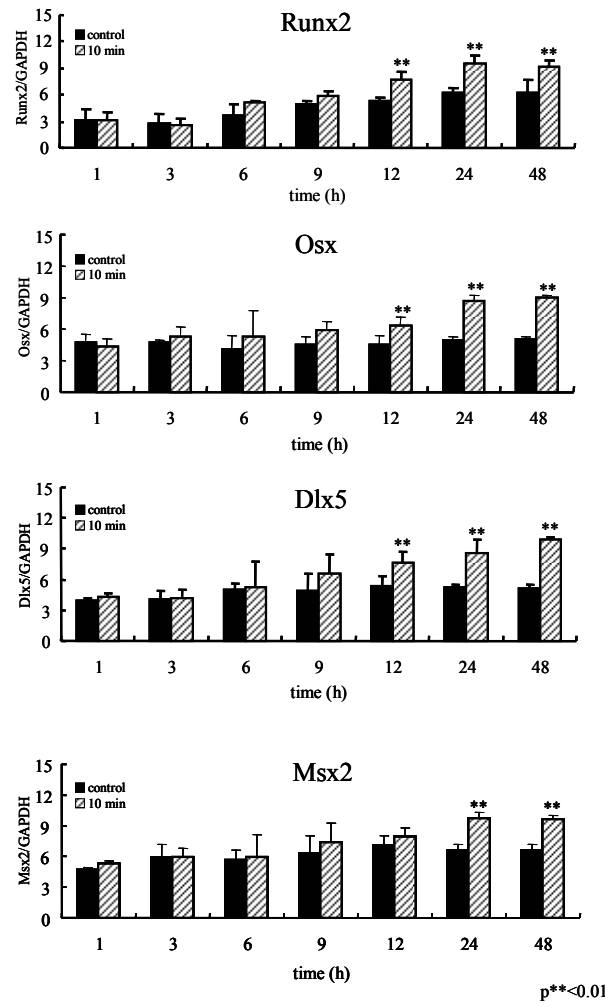 Runx2
control
10 min
Runx2/GAPDH
15
12
9
6
3
0
**
**
**
1 3 6 9 12 24 48
time (h)
Osx
control
10 min
Osx/GAPDH
15
12
9
6
3
0
**
**
**
1 3 6 9 12 24 48
time (h)
Dlx5
control
10 min
Dlx5/GAPDH
15
12
9
6
3
0
**
**
**
1 3 6 9 12 24 48
time (h)
Msx2
control
10 min
Msx2/GAPDH
15
12
9
6
3
0
**
**
1 3 6 9 12 24 48
time (h)
p**<0.01